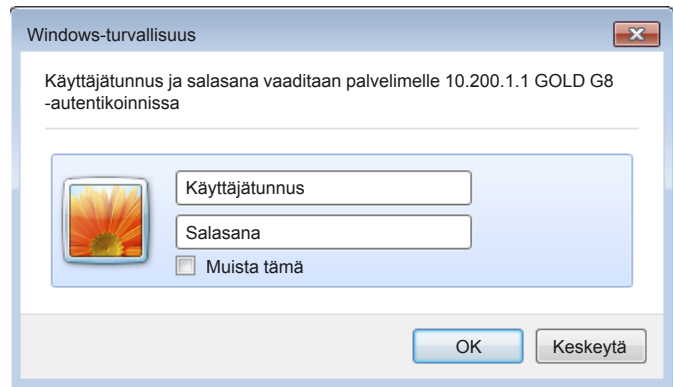 Windows-turvallisuus
Käyttäjätunnus ja salasana vaaditaan palvelimelle 10.200.1.1 GOLD G8
-autentikoinnissa
Käyttäjätunnus
Salasana
Muista tämä
OK
Keskeytä